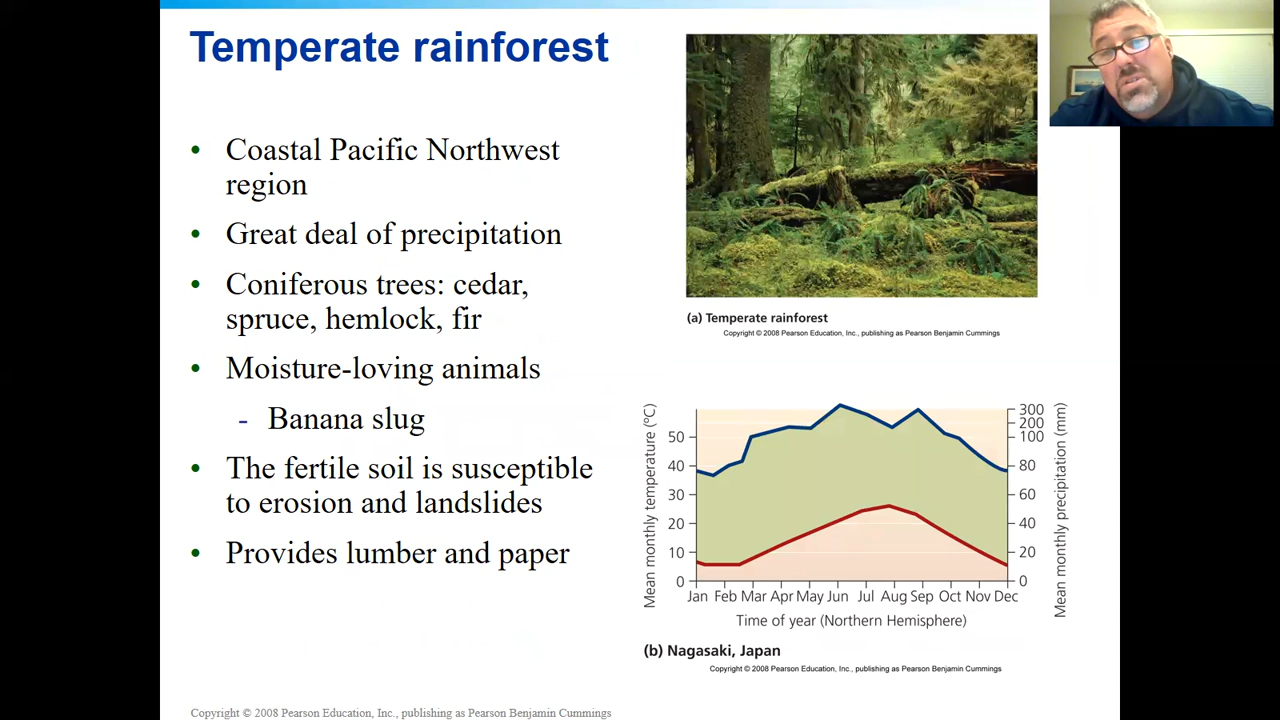 Temperate rainforest
• Coastal Pacific Northwest
region
• Great deal of precipitation
• Coniferous trees: cedar,
spruce, hemlock, fir
• Moisture-loving animals
- Banana slug
• The fertile soil is susceptible
to erosion and landslides
• Provides lumber and paper
(a) Temperate rainforest
Copyright © 2008 Pearson Education, Inc., publishing as Pearson Benjamin Cummings
Mean monthly temperature (°C)
50
40
30
20
10
0
300
200
100
80
60
40
20
0
Mean monthly precipitation (mm)
Jan Feb Mar Apr May Jun Jul Aug Sep Oct Nov Dec
Time of year (Northern Hemisphere)
(b) Nagasaki, Japan
Copyright © 2008 Pearson Education, Inc., publishing as Pearson Benjamin Cummings
Copyright © 2008 Pearson Education, Inc., publishing as Pearson Benjamin Cummings